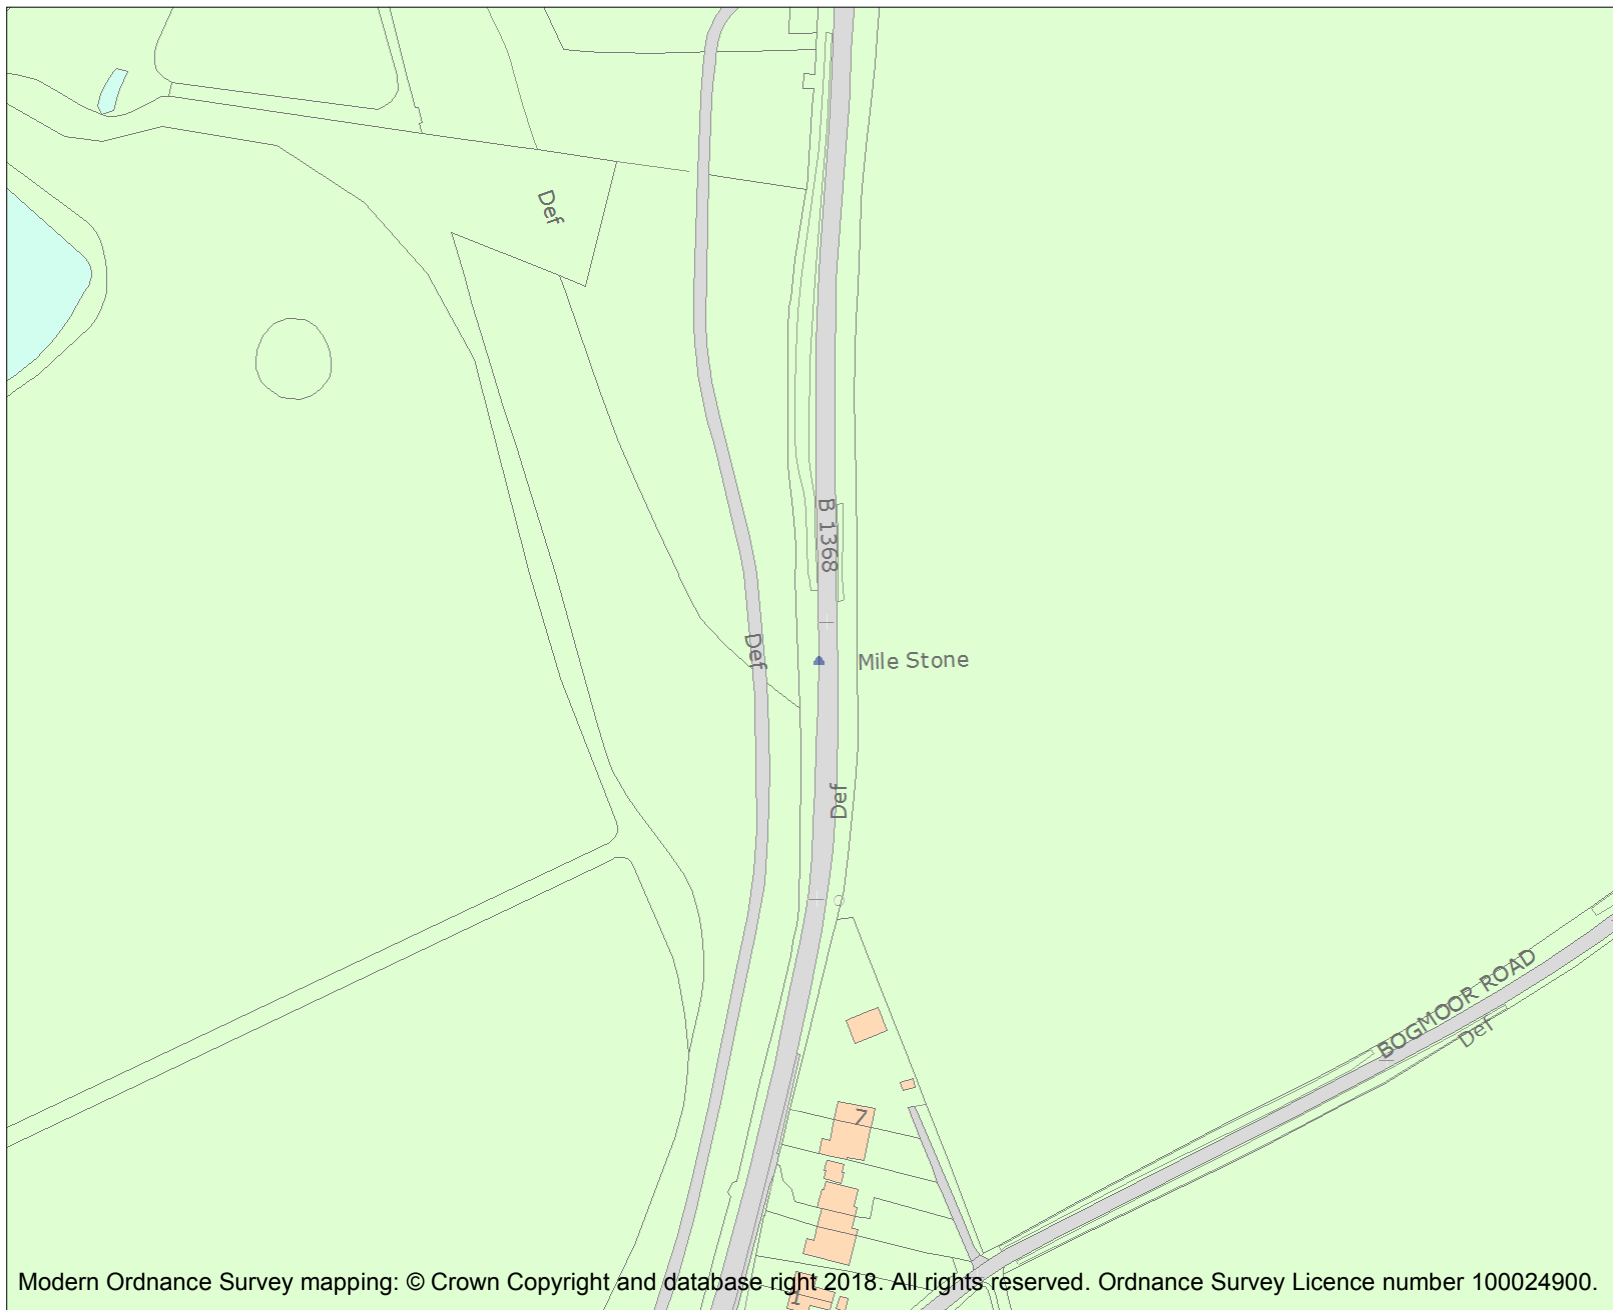 Def
B 1368
Def
Mile Stone
Def
BOGMOOR ROAD
Def
7
1
Modern Ordnance Survey mapping: © Crown Copyright and database right 2018. All rights reserved. Ordnance Survey Licence number 100024900.